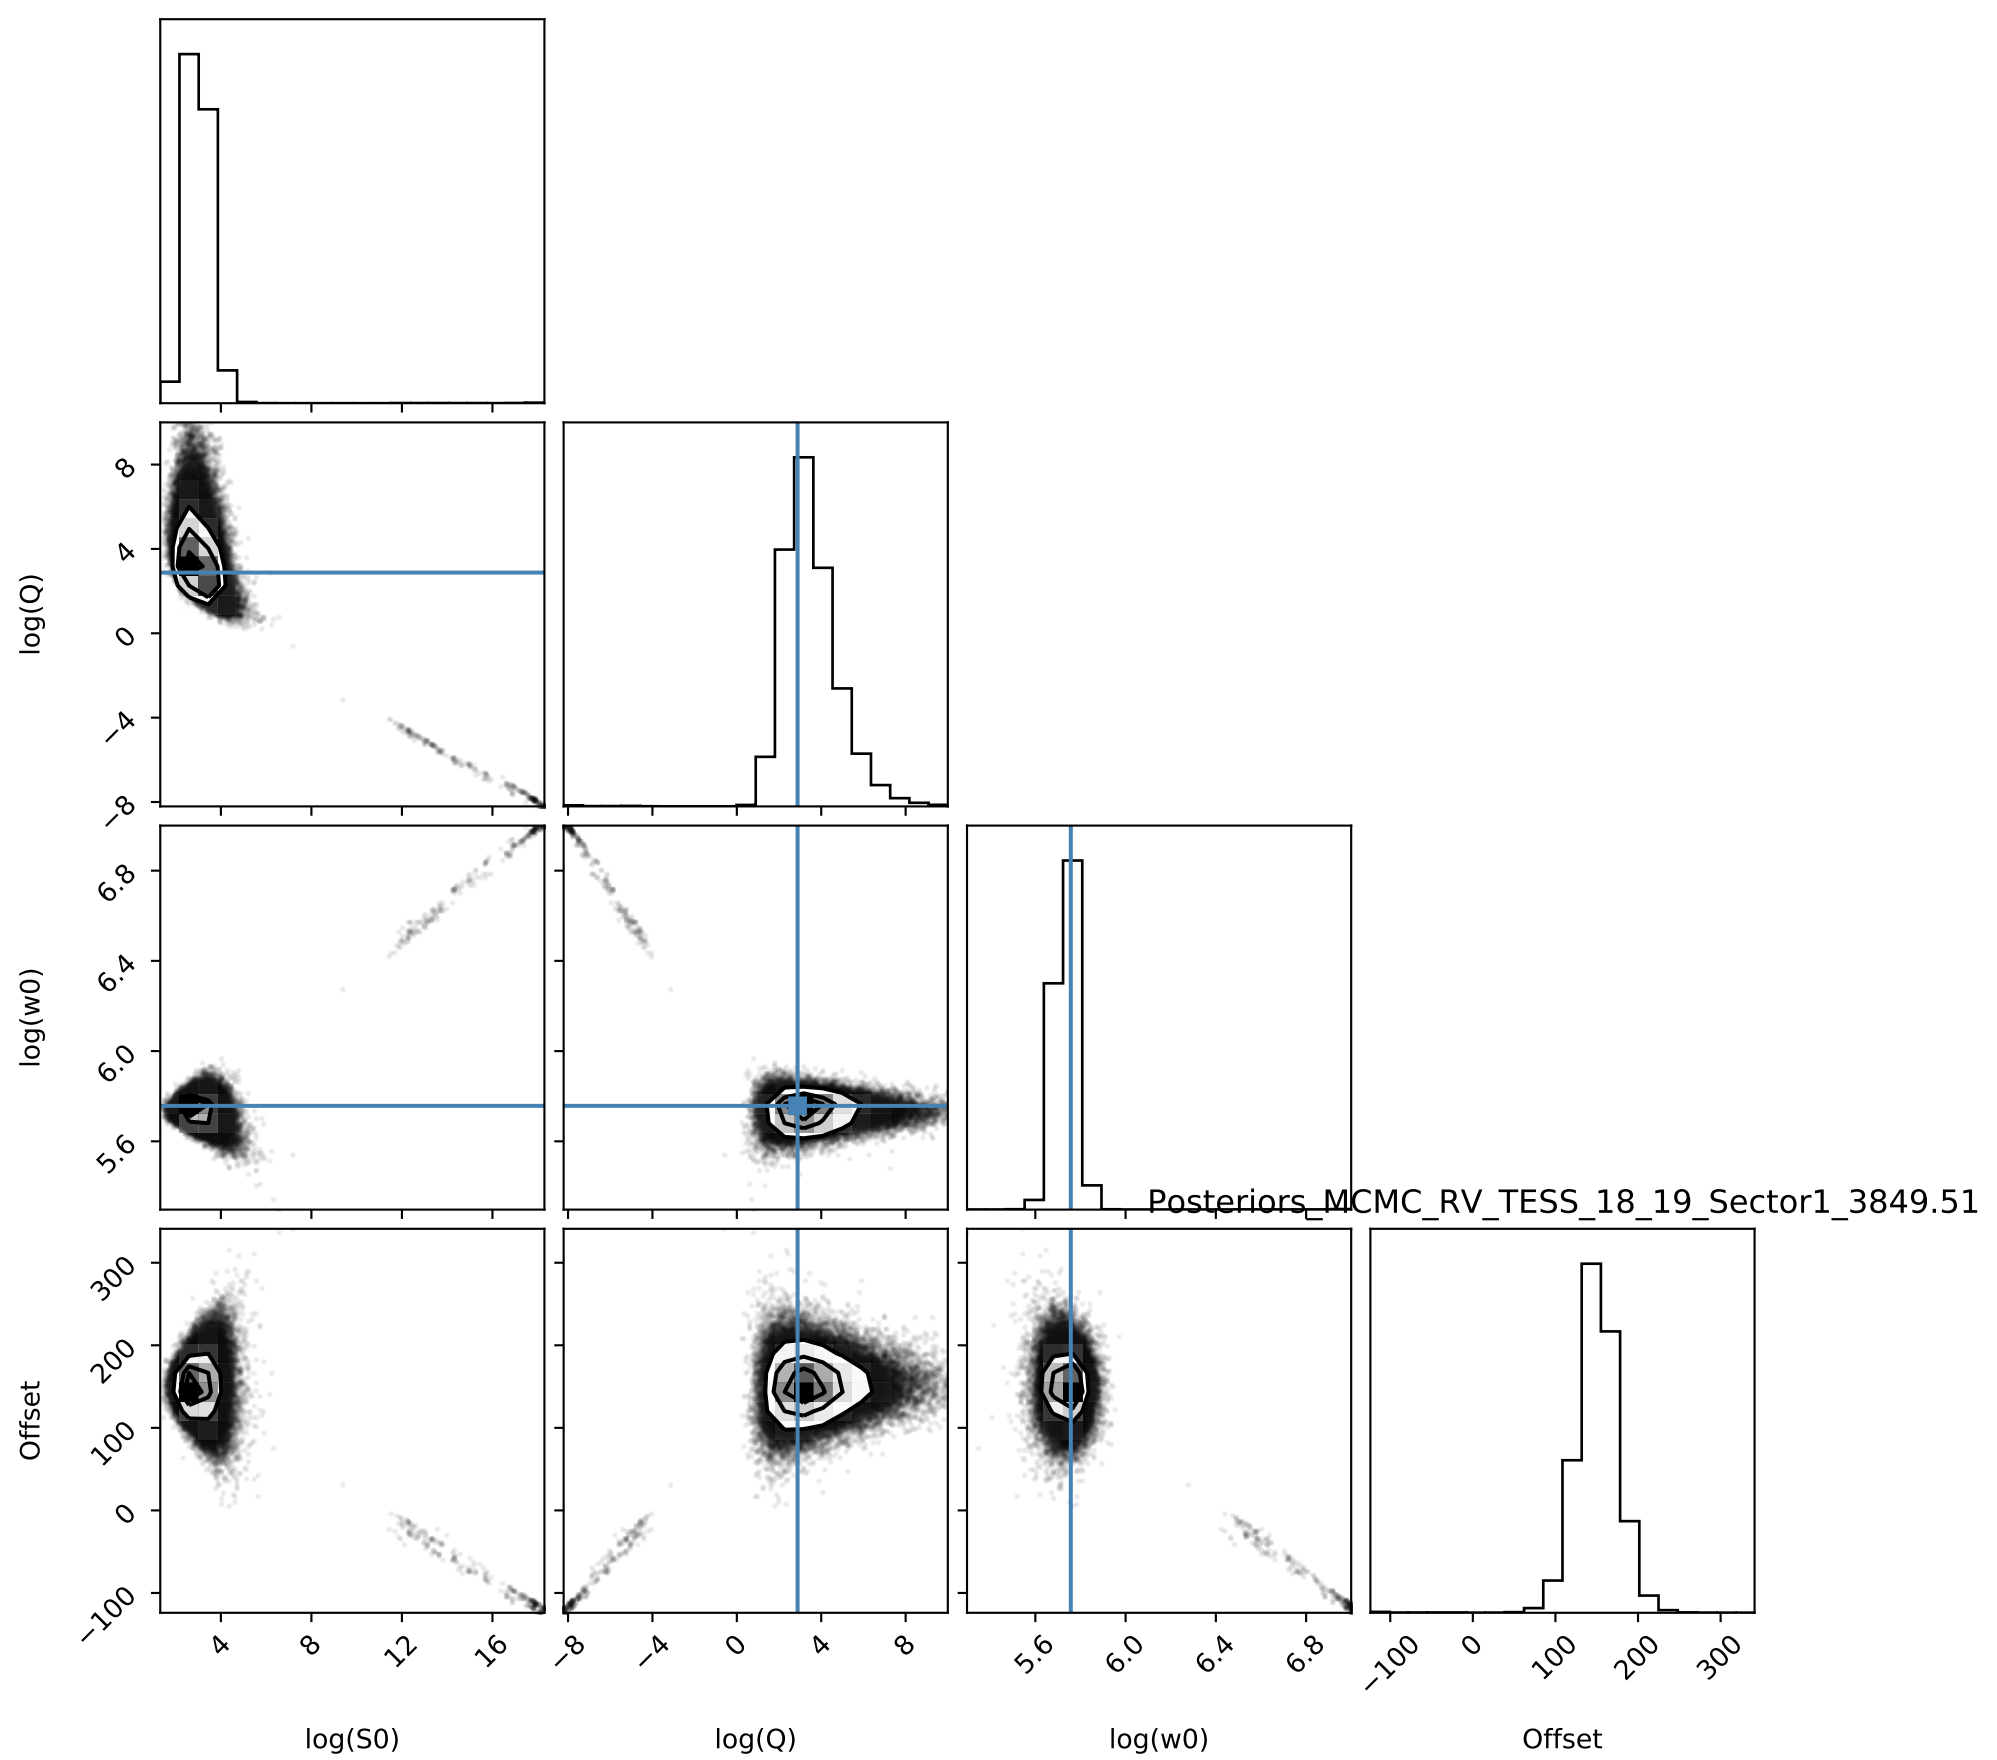 8
4
0
−4
−8
log(Q)
6.8
6.4
6.0
5.6
log(w0)
Posteriors_MCMC_RV_TESS_18_19_Sector1_3849.51
300
200
100
0
−100
Offset
4 8 12 16
−8 −4 0 4 8
5.6 6.0 6.4 6.8
−100 0 100 200 300
log(S0) log(Q) log(w0) Offset